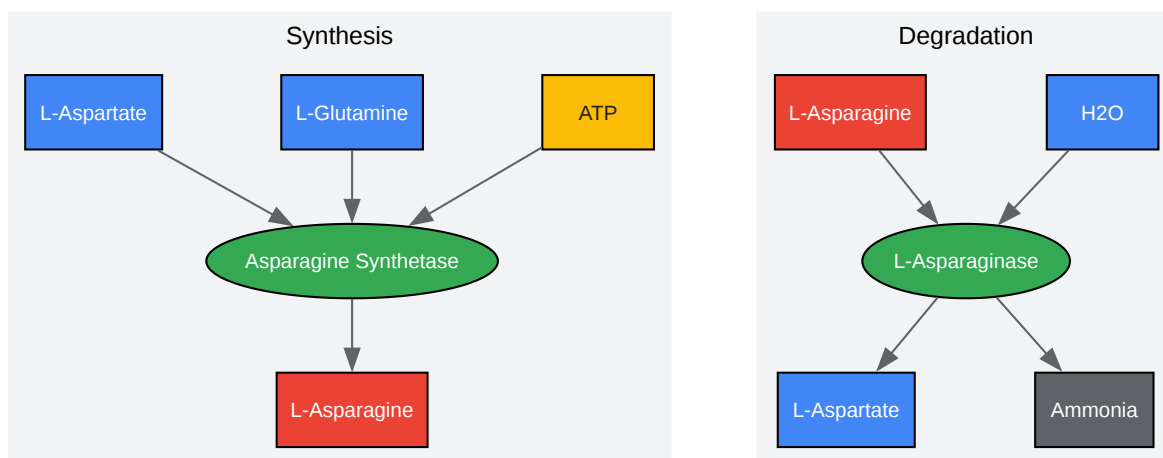 Synthesis
L-Aspartate
L-Glutamine
ATP
Asparagine Synthetase
L-Asparagine
Degradation
L-Asparagine
H2O
L-Asparaginase
L-Aspartate
Ammonia